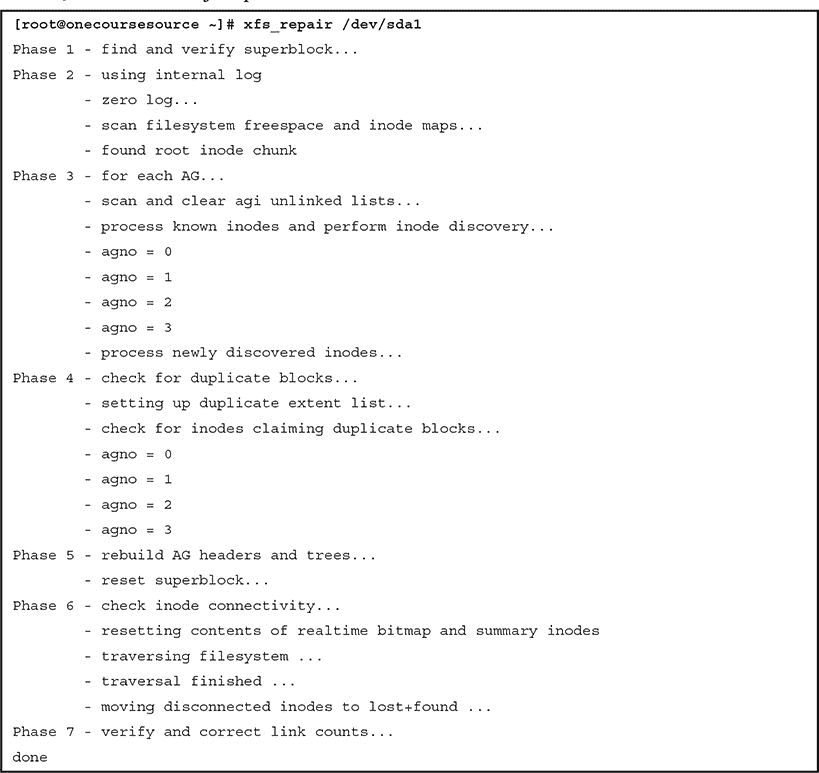 [root@onecoursesource ~]# xfs_repair /dev/sda1
Phase 1 - find and verify superblock...
Phase 2 - using internal log
- zero log...
- scan filesystem freespace and inode maps...
- found root inode chunk
Phase 3 - for each AG...
- scan and clear agi unlinked lists...
- process known inodes and perform inode discovery...
- agno = 0
- agno = 1
- agno = 2
- agno = 3
- process newly discovered inodes...
Phase 4 - check for duplicate blocks...
- setting up duplicate extent list...
- check for inodes claiming duplicate blocks...
- agno = 0
- agno = 1
- agno = 2
- agno = 3
Phase 5 - rebuild AG headers and trees...
- reset superblock...
Phase 6 - check inode connectivity...
- resetting contents of realtime bitmap and summary inodes
- traversing filesystem ...
- traversal finished ...
- moving disconnected inodes to lost+found ...
Phase 7 - verify and correct link counts...
done